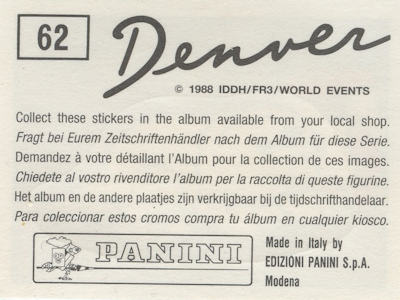 62
Denver
© 1988 IDDH/FR3/WORLD EVENTS
Collect these stickers in the album available from your local shop.
Fragt bei Eurem Zeitschriftenhändler nach dem Album für diese Serie.
Demandez à votre détaillant l'Album pour la collection de ces images.
Chiedete al vostro rivenditore l'album per la raccolta di queste figurine.
Het album en de andere plaatjes zijn verkrijgbaar bij de tijdschrifthandelaar.
Para coleccionar estos cromos compra tu álbum en cualquier kiosco.
PANINI
Made in Italy by
EDIZIONI PANINI S.p.A.
Modena